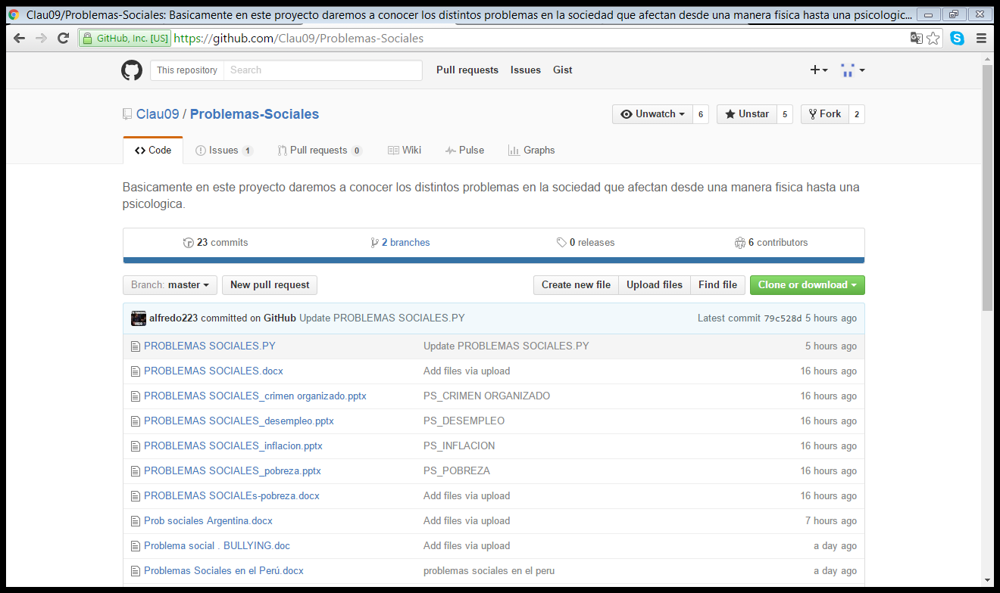 Clau09/Problemas-Sociales: Basicamente en este proyecto daremos a conocer los distintos problemas en la sociedad que afectan desde una manera fisica hasta una psicologic...
GitHub, Inc. [US] https://github.com/Clau09/Problemas-Sociales
This repository Search Pull requests Issues Gist
Clau09 / Problemas-Sociales Unwatch 6 Unstar 5 Fork 2
Code Issues 1 Pull requests 0 Wiki Pulse Graphs
Basicamente en este proyecto daremos a conocer los distintos problemas en la sociedad que afectan desde una manera fisica hasta una
psicologica.
23 commits 2 branches 0 releases 6 contributors
Branch: master New pull request Create new file Upload files Find file Clone or download
alfredo223 committed on GitHub Update PROBLEMAS SOCIALES.PY Latest commit 79c528d 5 hours ago
PROBLEMAS SOCIALES.PY Update PROBLEMAS SOCIALES.PY 5 hours ago
PROBLEMAS SOCIALES.docx Add files via upload 16 hours ago
PROBLEMAS SOCIALES_crimen organizado.pptx PS_CRIMEN ORGANIZADO 16 hours ago
PROBLEMAS SOCIALES_desempleo.pptx PS_DESEMPLEO 16 hours ago
PROBLEMAS SOCIALES_inflacion.pptx PS_INFLACION 16 hours ago
PROBLEMAS SOCIALES_pobreza.pptx PS_POBREZA 16 hours ago
PROBLEMAS SOCIALEs-pobreza.docx Add files via upload 16 hours ago
Prob sociales Argentina.docx Add files via upload 7 hours ago
Problema social . BULLYING.doc Add files via upload a day ago
Problemas Sociales en el Perú.docx problemas sociales en el peru a day ago